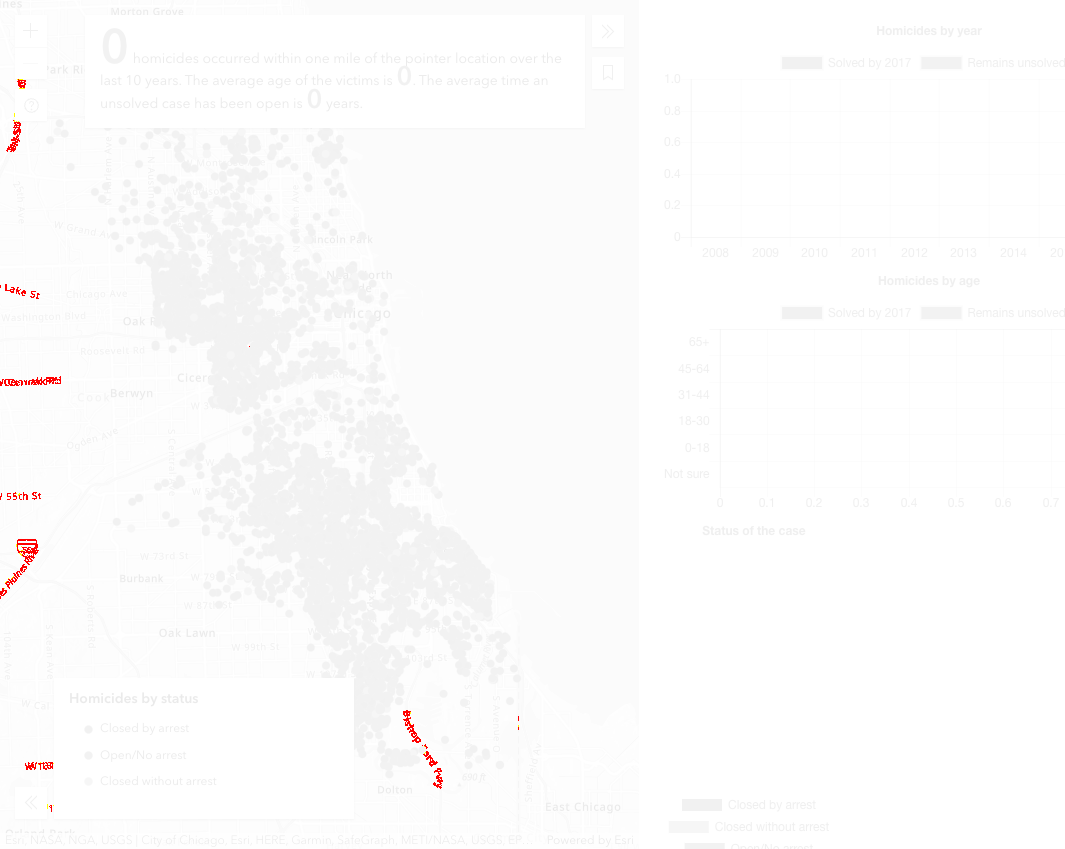 Morton Grove
Park Ri
0 homicides occurred within one mile of the pointer location over the
last 10 years. The average age of the victims is 0. The average time an
unsolved case has been open is 0 years.
W Grand Av
Lincoln Park
Near North
Lake St
Chicago Ave
Washington Blvd
Oak P
Chicago
Roosevelt Rd
Cicero
Cook
Berwyn
Ogden Ave
55th St
W 73rd St
Burbank
W 87th St
Oak Lawn
W 99th St
103rd St
W Cal
Bishop
Dolton
East Chicago
Homicides by status
Closed by arrest
Open/No arrest
Closed without arrest
Esri, NASA, NGA, USGS | City of Chicago, Esri, HERE, Garmin, SafeGraph, METI/NASA, USGS, EP... Powered by Esri
Homicides by year
Solved by 2017 Remains unsolved
1.0
0.8
0.6
0.4
0.2
0
2008 2009 2010 2011 2012 2013 2014 20
Homicides by age
Solved by 2017 Remains unsolved
65+
45-64
31-44
18-30
0-18
Not sure
0 0.1 0.2 0.3 0.4 0.5 0.6 0.7
Status of the case
Closed by arrest
Closed without arrest
Open/No arrest